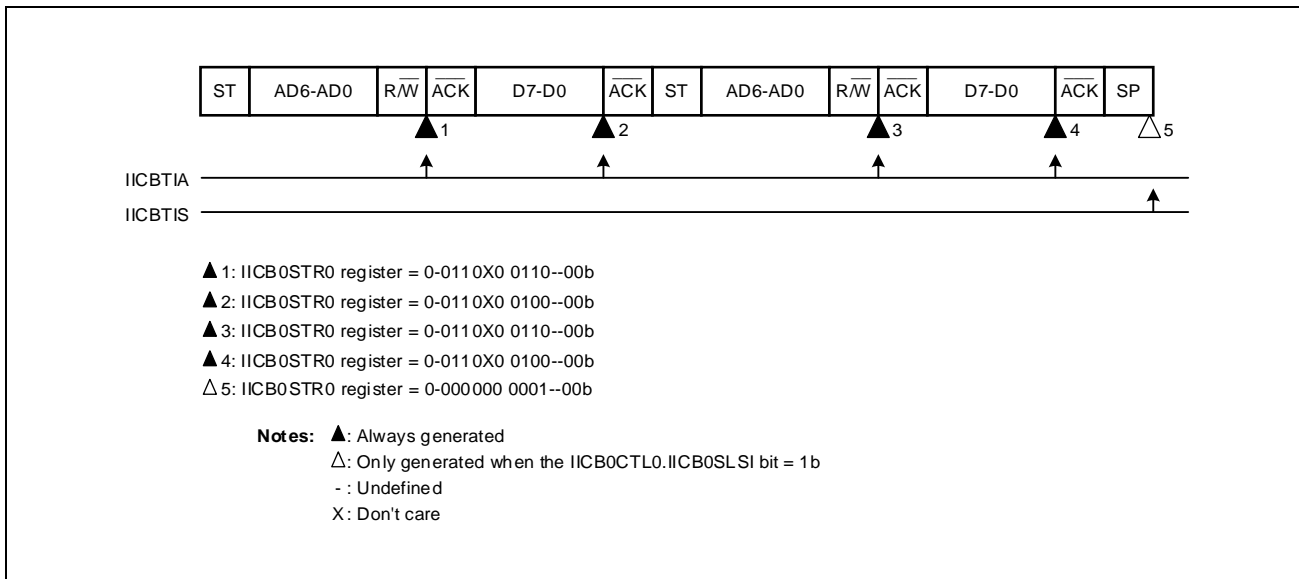 ST AD6-AD0 R/W ACK D7-D0 ACK ST AD6-AD0 R/W ACK D7-D0 ACK SP
▲1 ▲2 ▲3 ▲4 △5
IICBTIA
IICBTIS
▲1: IICB0STR0 register = 0-0110X0 0110--00b
▲2: IICB0STR0 register = 0-0110X0 0100--00b
▲3: IICB0STR0 register = 0-0110X0 0110--00b
▲4: IICB0STR0 register = 0-0110X0 0100--00b
△5: IICB0STR0 register = 0-000000 0001--00b
Notes: ▲: Always generated
△: Only generated when the IICB0CTL0.IICB0SLSI bit = 1b
- : Undefined
X: Don't care